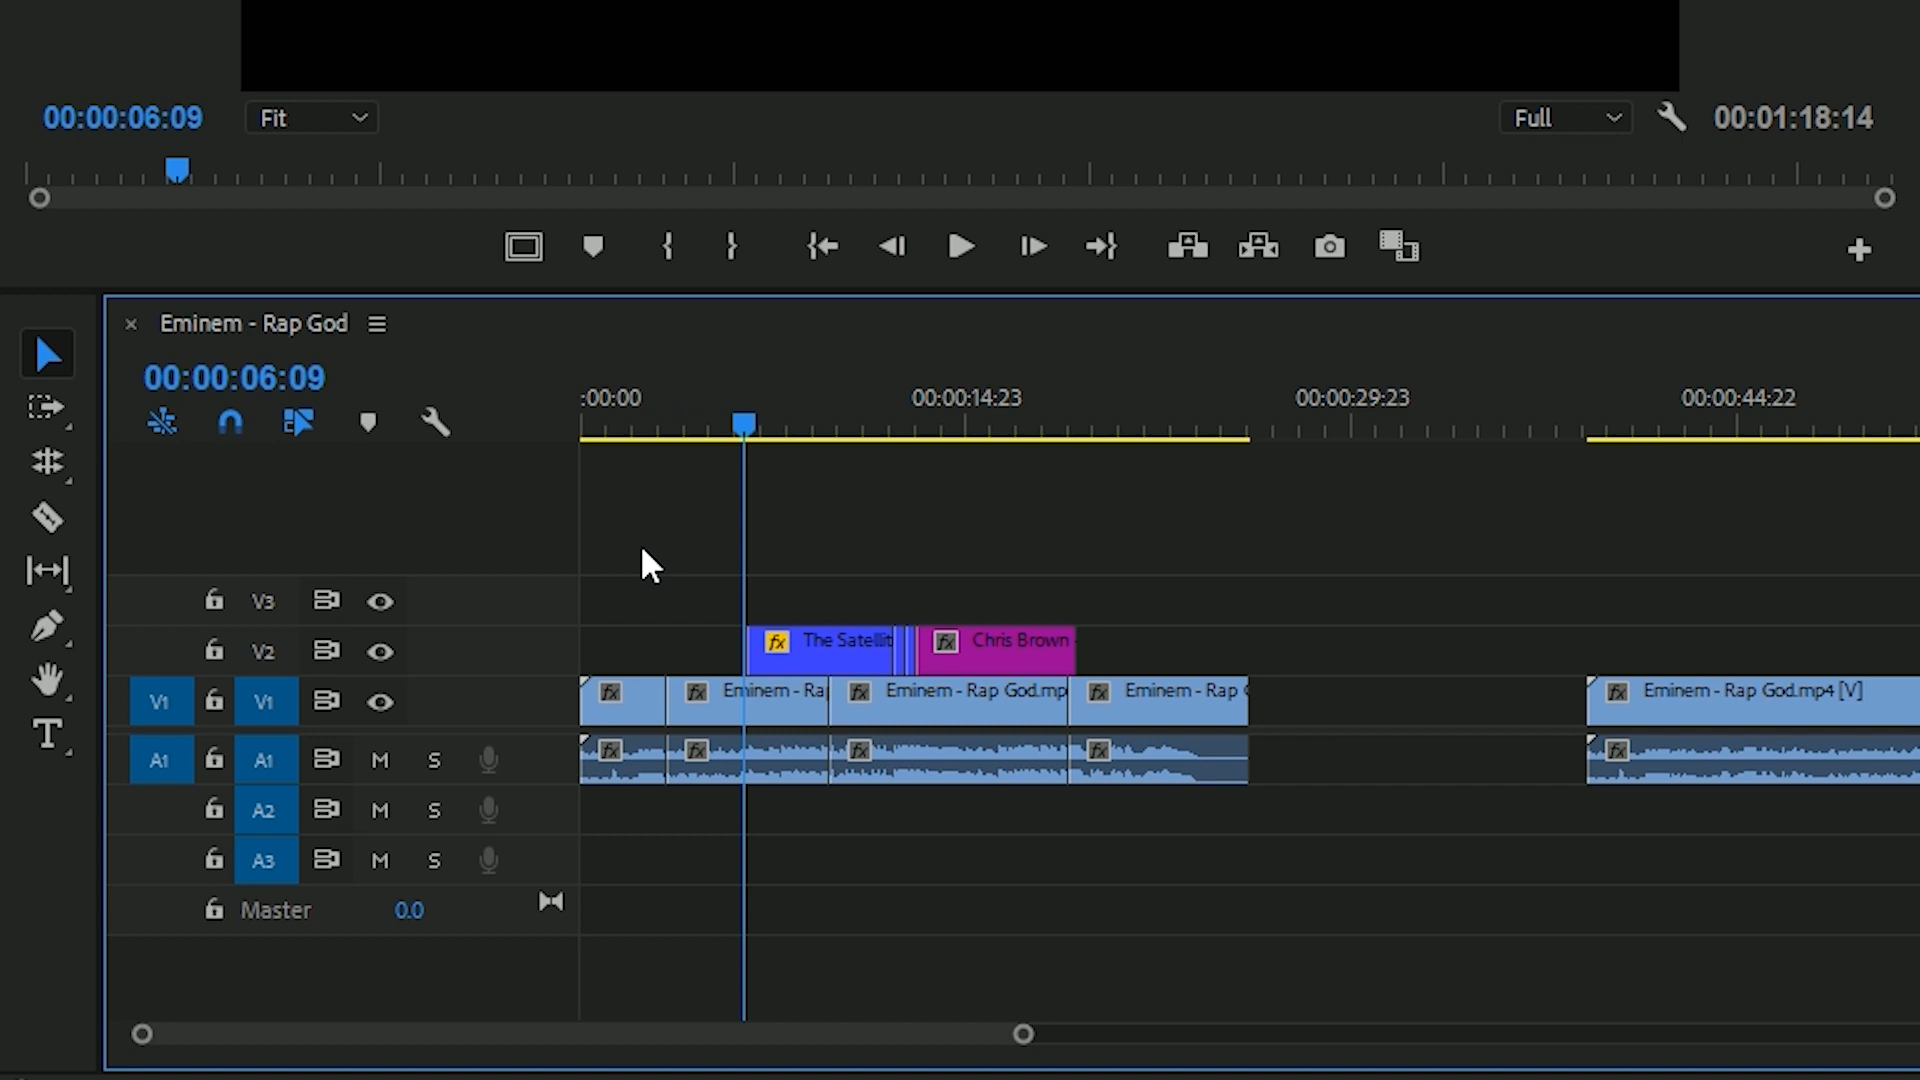 00:00:06:09 Fit Full 00:01:18:14
Eminem - Rap God
00:00:06:09
:00:00 00:00:14:23 00:00:29:23 00:00:44:22
V3
V2 fx The Satellit fx Chris Brown
V1 V1 fx fx Eminem - Ra fx Eminem - Rap God.mp fx Eminem - Rap fx Eminem - Rap God.mp4 [V]
A1 A1 M S fx fx fx fx fx
A2 M S
A3 M S
Master 0.0
T